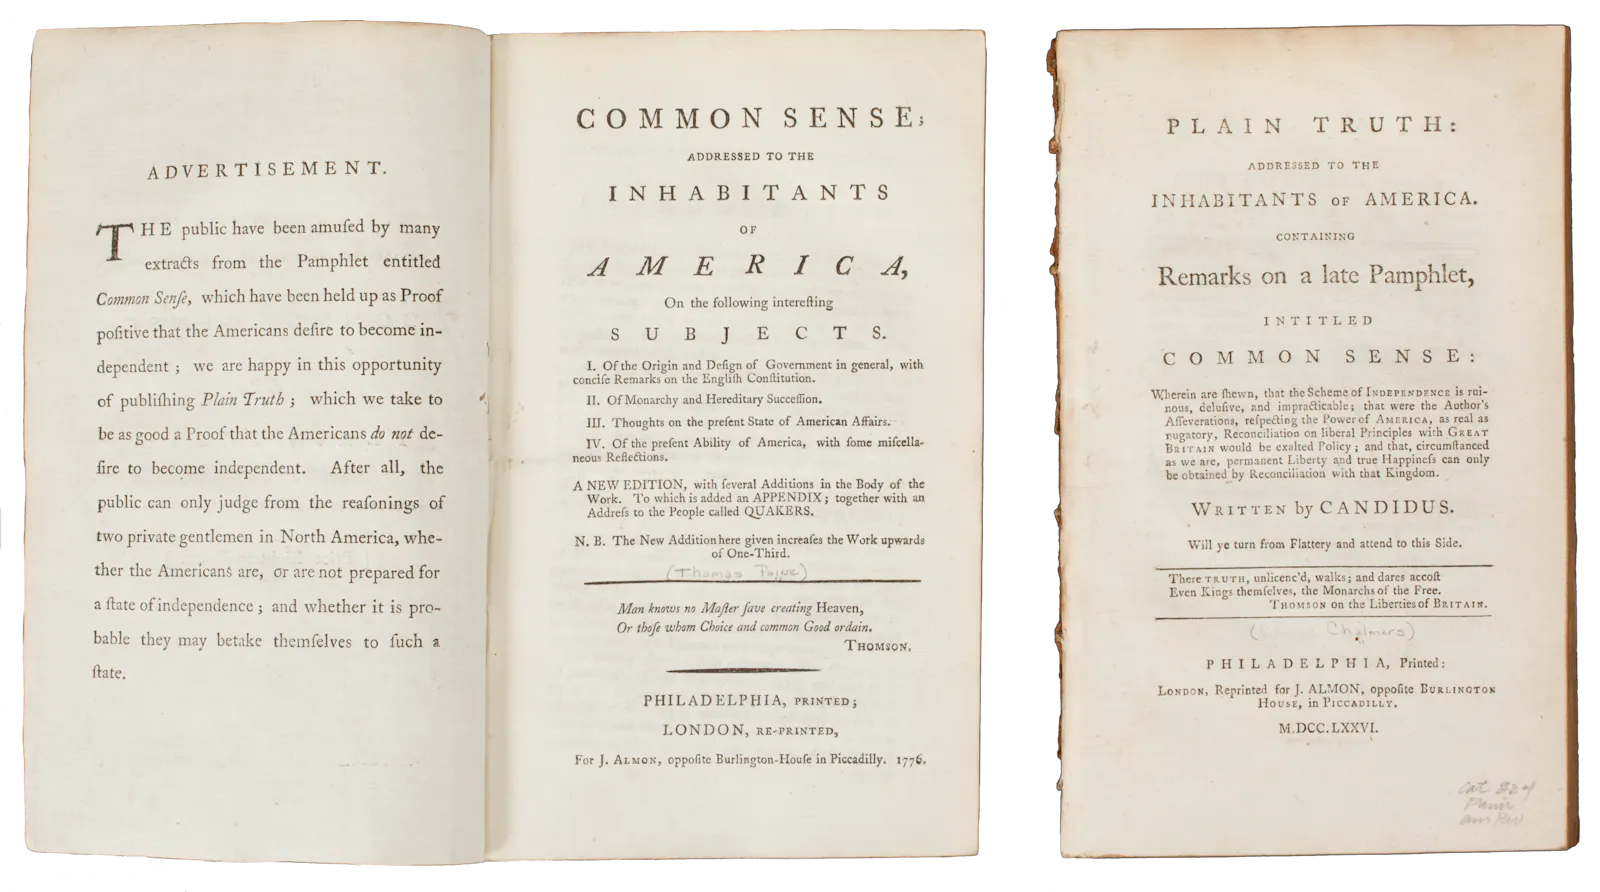 ADVERTISEMENT.
THE public have been amuſed by many
extracts from the Pamphlet entitled
Common Senſe, which have been held up as Proof
poſitive that the Americans deſire to become in-
dependent ; we are happy in this opportunity
of publiſhing Plain Truth ; which we take to
be as good a Proof that the Americans do not de-
ſire to become independent. After all, the
public can only judge from the reaſonings of
two private gentlemen in North America, whe-
ther the Americans are, or are not prepared for
a ſtate of independence ; and whether it is pro-
bable they may betake themſelves to ſuch a
ſtate.
COMMON SENSE;
ADDRESSED TO THE
INHABITANTS
OF
AMERICA,
On the following intereſting
SUBJECTS.
I. Of the Origin and Deſign of Government in general, with
conciſe Remarks on the Engliſh Conſtitution.
II. Of Monarchy and Hereditary Succeſſion.
III. Thoughts on the preſent State of American Affairs.
IV. Of the preſent Ability of America, with ſome miſcella-
neous Reflections.
A NEW EDITION, with ſeveral Additions in the Body of the
Work. To which is added an APPENDIX; together with an
Addreſs to the People called QUAKERS.
N. B. The New Addition here given increaſes the Work upwards
of One-Third.
(Thomas Paine)
Man knows no Maſter ſave creating Heaven,
Or thoſe whom Choice and common Good ordain.
THOMSON.
PHILADELPHIA, PRINTED;
LONDON, RE-PRINTED,
For J. ALMON, oppoſite Burlington-Houſe in Piccadilly. 1776.
PLAIN TRUTH:
ADDRESSED TO THE
INHABITANTS OF AMERICA.
CONTAINING
Remarks on a late Pamphlet,
INTITLED
COMMON SENSE:
Wherein are ſhewn, that the Scheme of INDEPENDENCE is rui-
nous, deluſive, and impracticable; that were the Author's
Aſſeverations, reſpecting the Power of AMERICA, as real as
nugatory, Reconciliation on liberal Principles with GREAT
BRITAIN would be exalted Policy; and that, circumſtanced
as we are, permanent Liberty and true Happineſs can only
be obtained by Reconciliation with that Kingdom.
WRITTEN by CANDIDUS.
Will ye turn from Flattery and attend to this Side.
There TRUTH, unlicenc'd, walks; and dares accoſt
Even Kings themſelves, the Monarchs of the Free.
THOMSON on the Liberties of BRITAIN.
Chalmers)
PHILADELPHIA, Printed:
LONDON, Reprinted for J. ALMON, oppoſite BURLINGTON
HOUSE, in PICCADILLY.
M.DCC.LXXVI.
cat